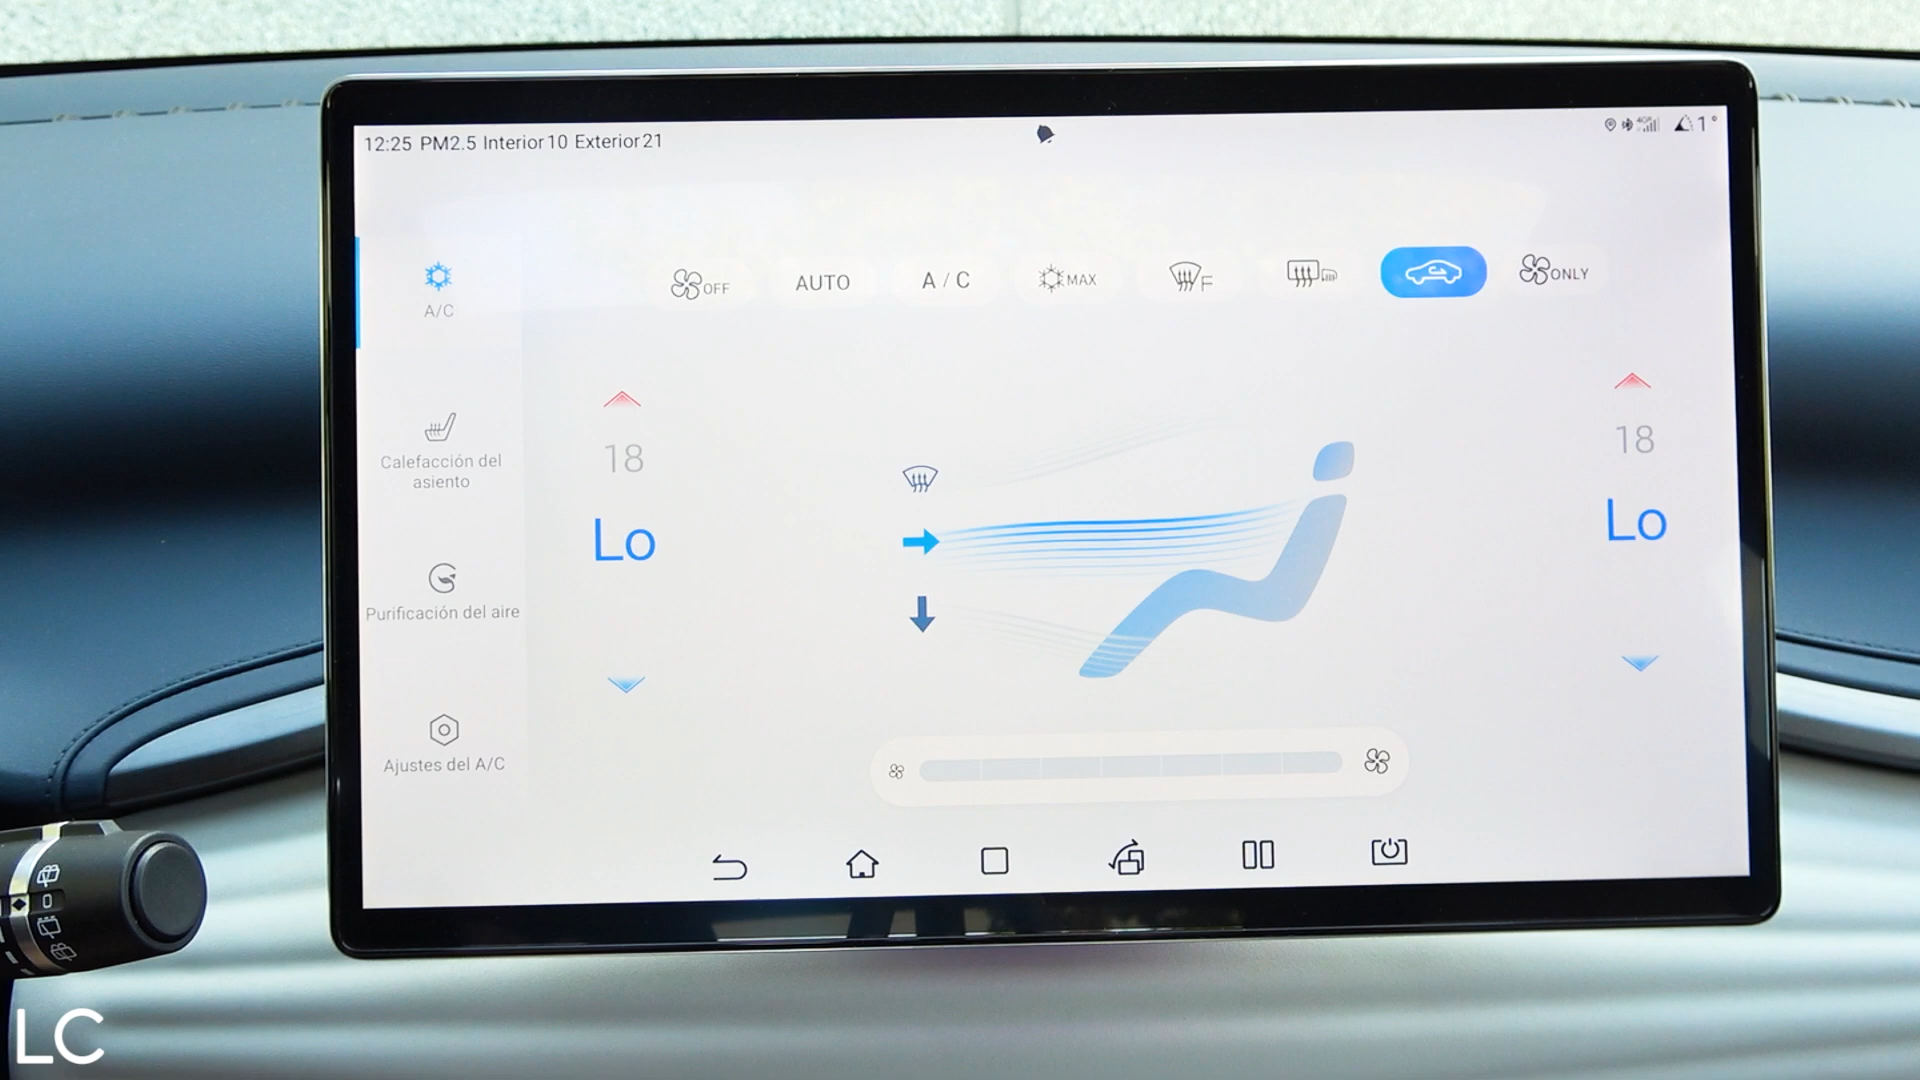 12:25 PM2.5 Interior 10 Exterior 21
4G
1°
OFF
AUTO
A / C
MAX
F
ONLY
A/C
Calefacción del
asiento
Purificación del aire
Ajustes del A/C
18
Lo
18
Lo
LC